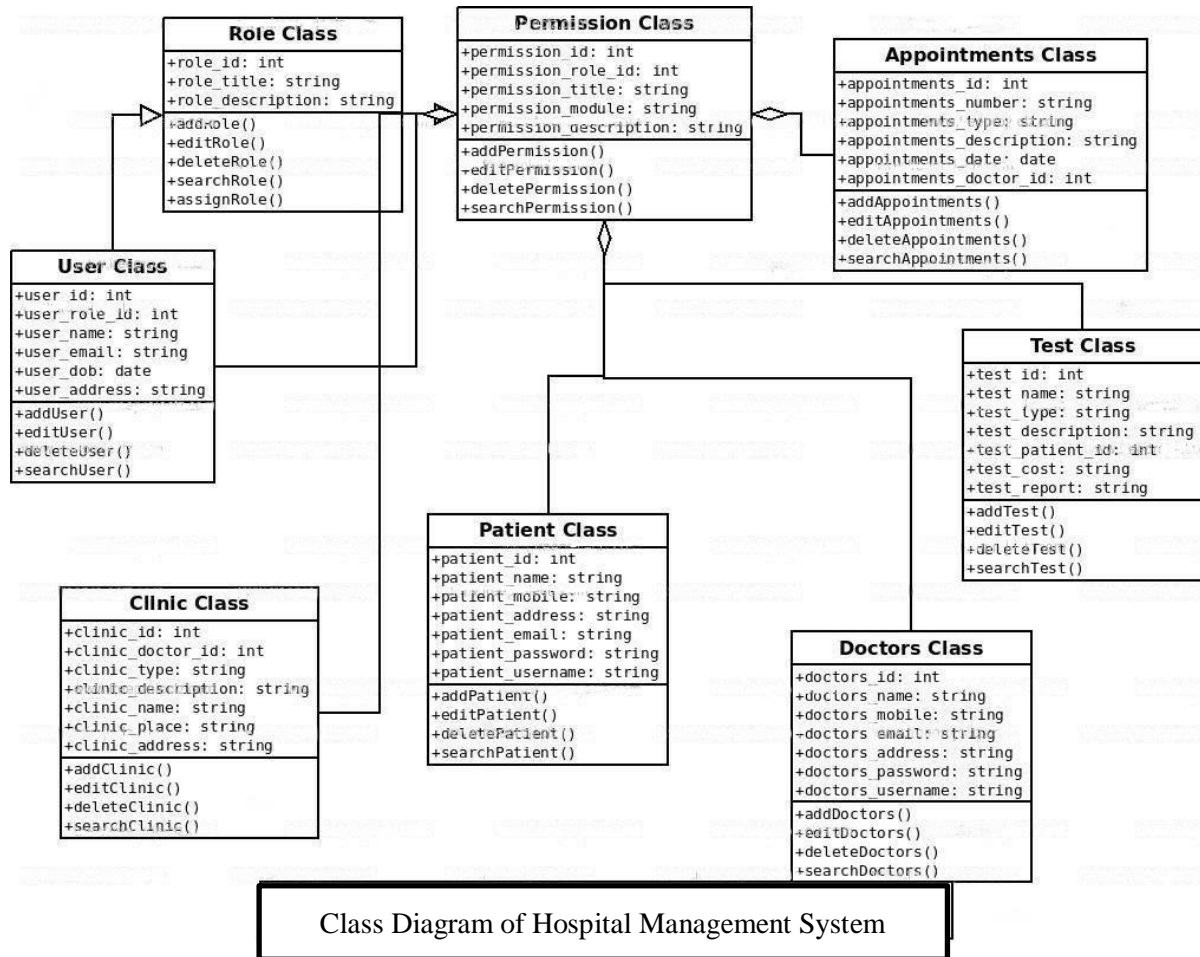 Role Class
+role_id: int
+role_title: string
+role_description: string
+addRole()
+editRole()
+deleteRole()
+searchRole()
+assignRole()
Permission Class
+permission_id: int
+permission_role_id: int
+permission_title: string
+permission_module: string
+permission_description: string
+addPermission()
+editPermission()
+deletePermission()
+searchPermission()
Appointments Class
+appointments_id: int
+appointments_number: string
+appointments_type: string
+appointments_description: string
+appointments_date: date
+appointments_doctor_id: int
+addAppointments()
+editAppointments()
+deleteAppointments()
+searchAppointments()
User Class
+user_id: int
+user_role_id: int
+user_name: string
+user_email: string
+user_dob: date
+user_address: string
+addUser()
+editUser()
+deleteUser()
+searchUser()
Test Class
+test_id: int
+test_name: string
+test_type: string
+test_description: string
+test_patient_id: int
+test_cost: string
+test_report: string
+addTest()
+editTest()
+deleteTest()
+searchTest()
Patient Class
+patient_id: int
+patient_name: string
+patient_mobile: string
+patient_address: string
+patient_email: string
+patient_password: string
+patient_username: string
+addPatient()
+editPatient()
+deletePatient()
+searchPatient()
Clinic Class
+clinic_id: int
+clinic_doctor_id: int
+clinic_type: string
+clinic_description: string
+clinic_name: string
+clinic_place: string
+clinic_address: string
+addClinic()
+editClinic()
+deleteClinic()
+searchClinic()
Doctors Class
+doctors_id: int
+doctors_name: string
+doctors_mobile: string
+doctors_email: string
+doctors_address: string
+doctors_password: string
+doctors_username: string
+addDoctors()
+editDoctors()
+deleteDoctors()
+searchDoctors()
Class Diagram of Hospital Management System